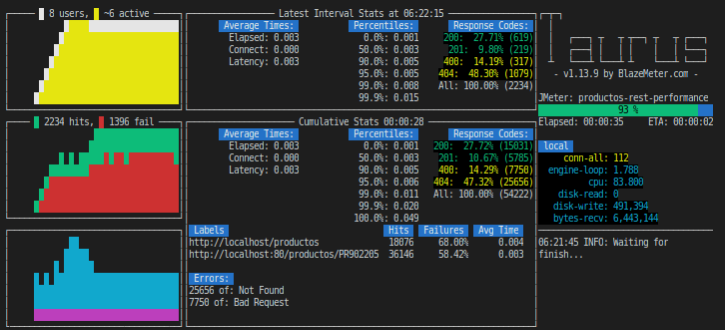 8 users, ~6 active
2234 hits, 1396 fail
Latest Interval Stats at 06:22:15
Average Times: Percentiles: Response Codes:
Elapsed: 0.003 0.0%: 0.001 200: 27.71% (619)
Connect: 0.000 50.0%: 0.003 201: 9.80% (219)
Latency: 0.003 90.0%: 0.005 400: 14.19% (317)
95.0%: 0.005 404: 48.30% (1079)
99.0%: 0.008 All: 100.00% (2234)
99.9%: 0.015
Cumulative Stats 00:00:28
Average Times: Percentiles: Response Codes:
Elapsed: 0.003 0.0%: 0.001 200: 27.72% (15031)
Connect: 0.000 50.0%: 0.003 201: 10.67% (5785)
Latency: 0.003 90.0%: 0.005 400: 14.29% (7750)
95.0%: 0.006 404: 47.32% (25656)
99.0%: 0.011 All: 100.00% (54222)
99.9%: 0.020
100.0%: 0.049
Labels Hits Failures Avg Time
http://localhost/productos 18076 68.00% 0.004
http://localhost:80/productos/PR902205 36146 58.42% 0.003
Errors:
25656 of: Not Found
7750 of: Bad Request
Taurus
- v1.13.9 by BlazeMeter.com -
JMeter: productos-rest-performance
93 %
Elapsed: 00:00:35 ETA: 00:00:02
local
conn-all: 112
engine-loop: 1.788
cpu: 83.800
disk-read: 0
disk-write: 491,394
bytes-recv: 6,443,144
06:21:45 INFO: Waiting for
finish...